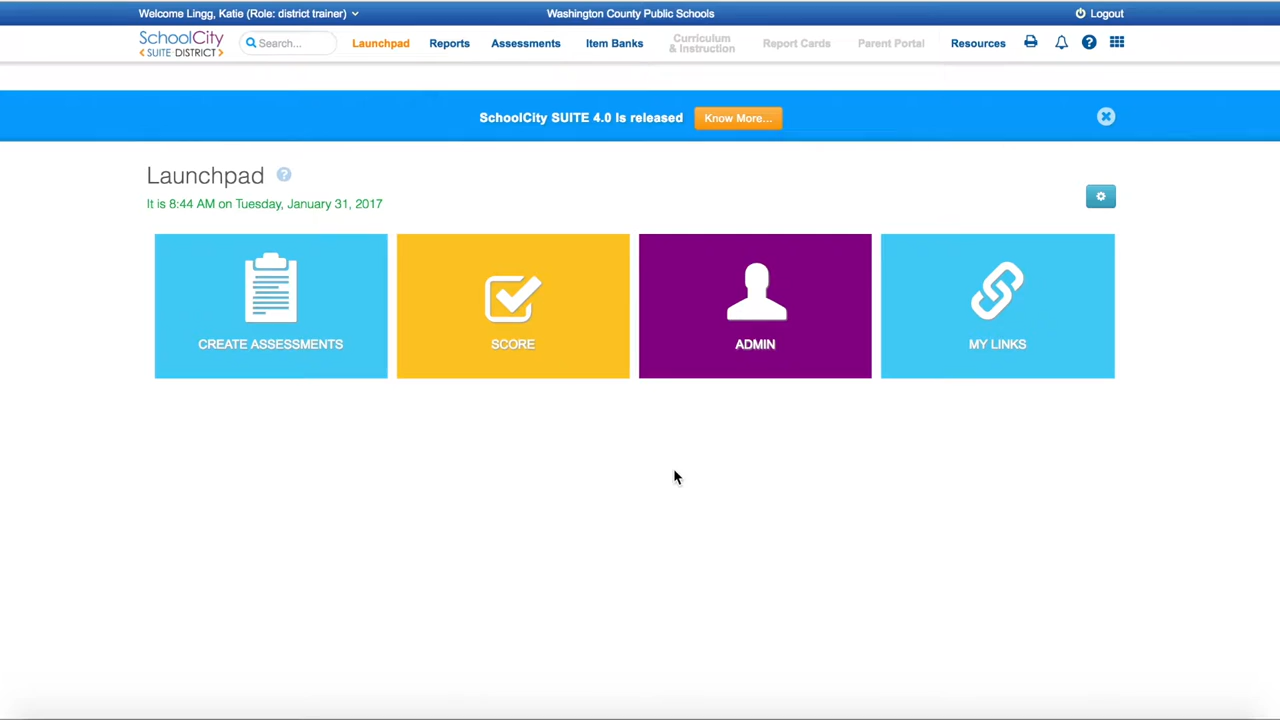 Welcome Lingg, Katie (Role: district trainer)
Washington County Public Schools
Logout
SchoolCity
SUITE DISTRICT
Search...
Launchpad
Reports
Assessments
Item Banks
Curriculum
& Instruction
Report Cards
Parent Portal
Resources
SchoolCity SUITE 4.0 Is released
Know More...
Launchpad
It is 8:44 AM on Tuesday, January 31, 2017
CREATE ASSESSMENTS
SCORE
ADMIN
MY LINKS